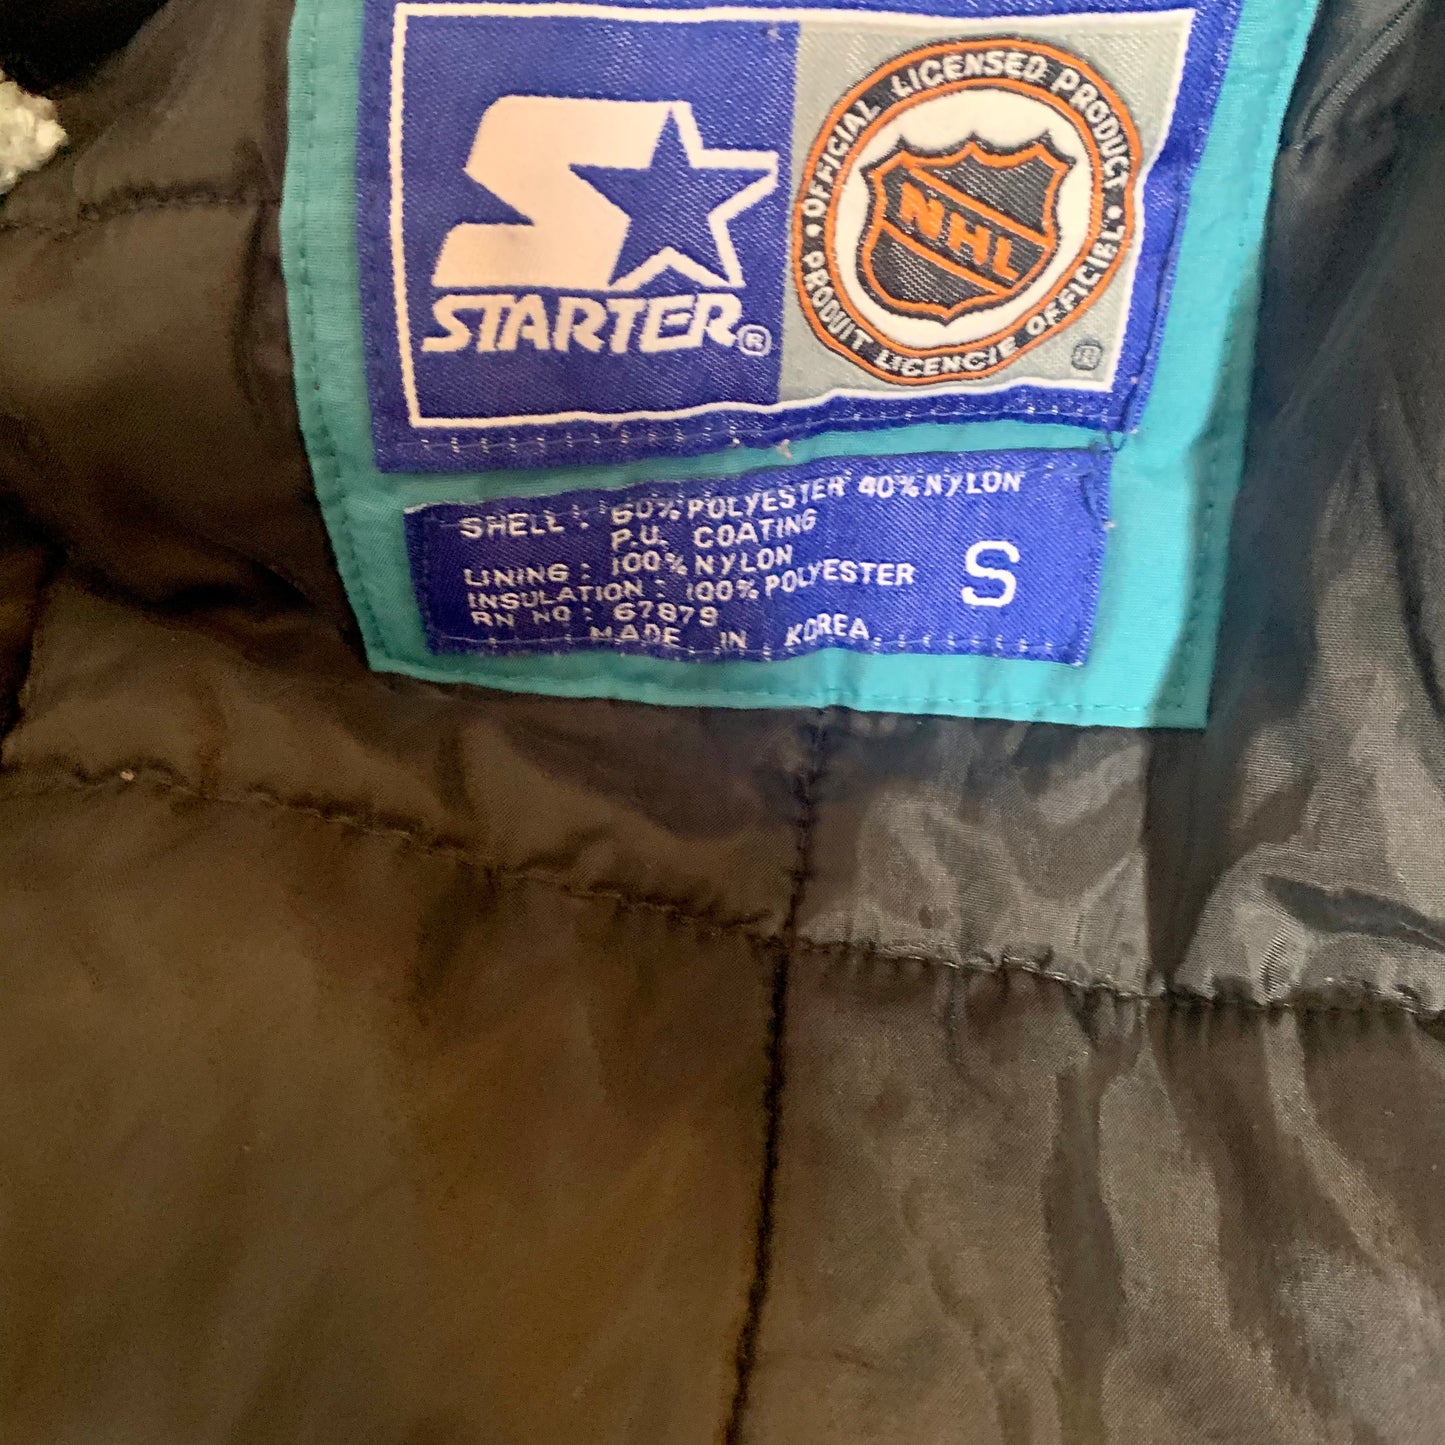 STARTER®
OFFICIAL LICENSED PRODUCT
NHL
PRODUIT LICENCIE OFFICIEL
®
SHELL: 60% POLYESTER 40% NYLON
P.U. COATING
LINING: 100% NYLON
INSULATION: 100% POLYESTER
RN NO: 67879
MADE IN KOREA
S